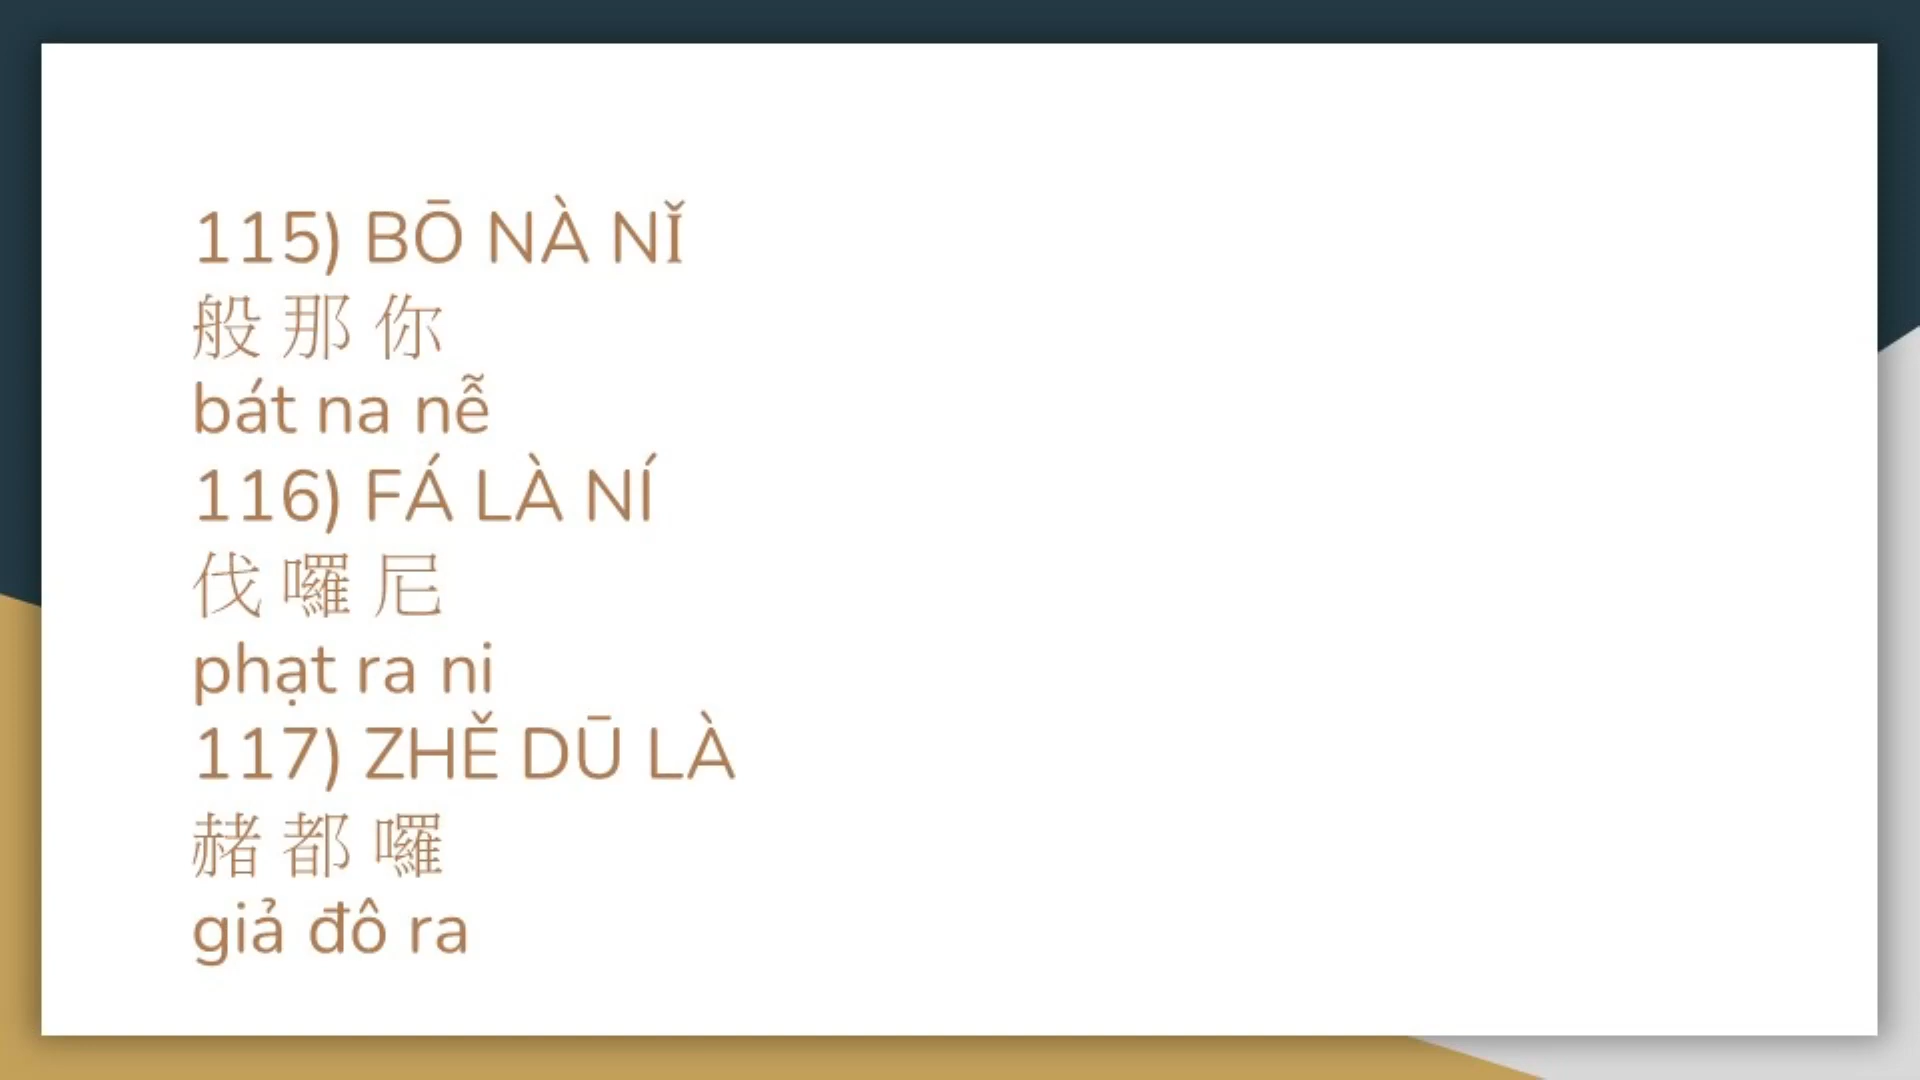 115) BŌ NÀ NǏ
般 那 你
bát na nễ
116) FÁ LÀ NÍ
伐 囉 尼
phạt ra ni
117) ZHĚ DŪ LÀ
赭 都 囉
giả đô ra